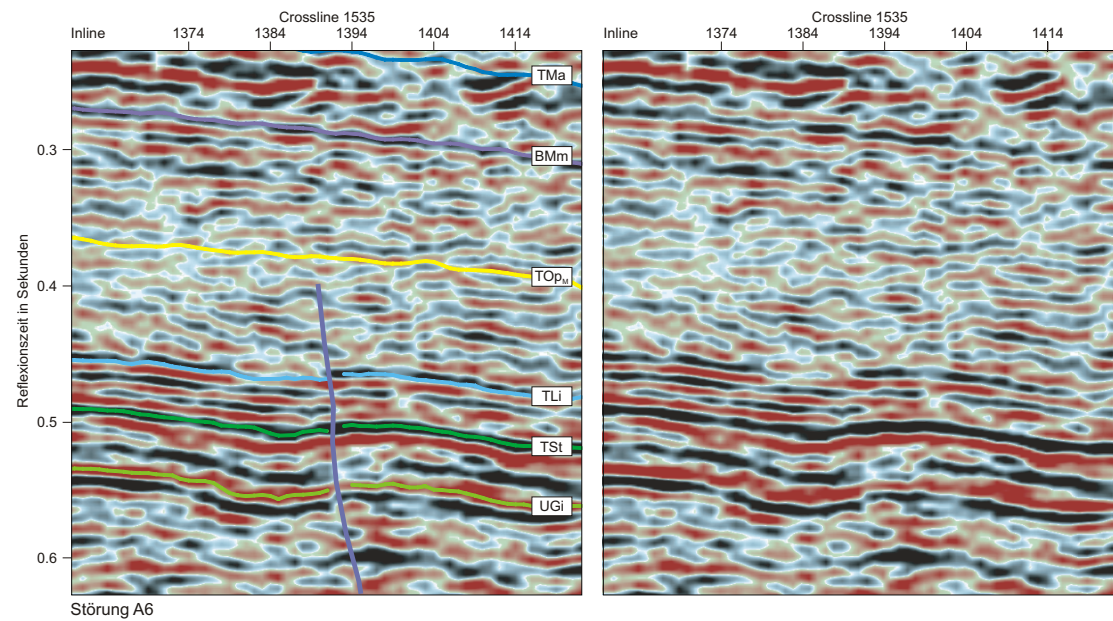 Crossline 1535
Inline 1374 1384 1394 1404 1414
Crossline 1535
Inline 1374 1384 1394 1404 1414
Reflexionszeit in Sekunden
0.3
0.4
0.5
0.6
TMa
BMm
TOpM
TLi
TSt
UGi
Störung A6